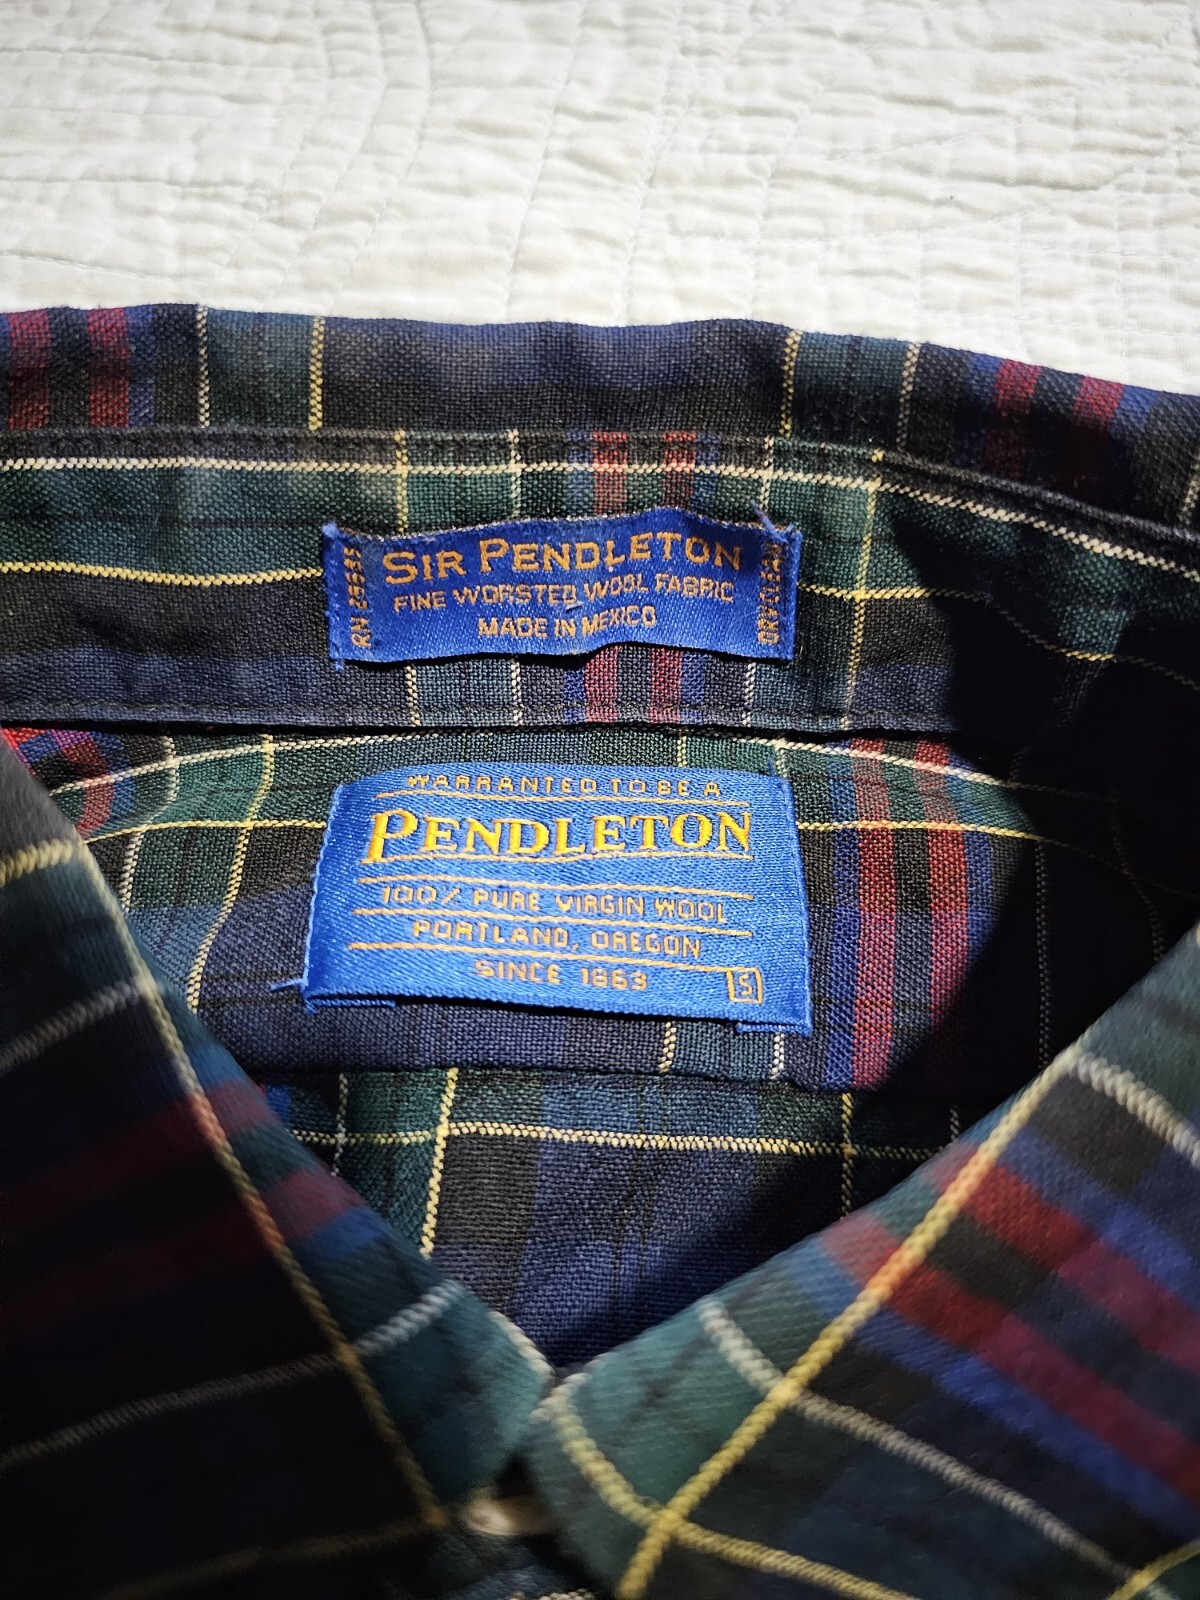 SIR PENDLETON
FINE WORSTED WOOL FABRIC
MADE IN MEXICO
DRYCLEAN
WARRANTED TO BE A
PENDLETON
100% PURE VIRGIN WOOL
PORTLAND, OREGON
SINCE 1863
S